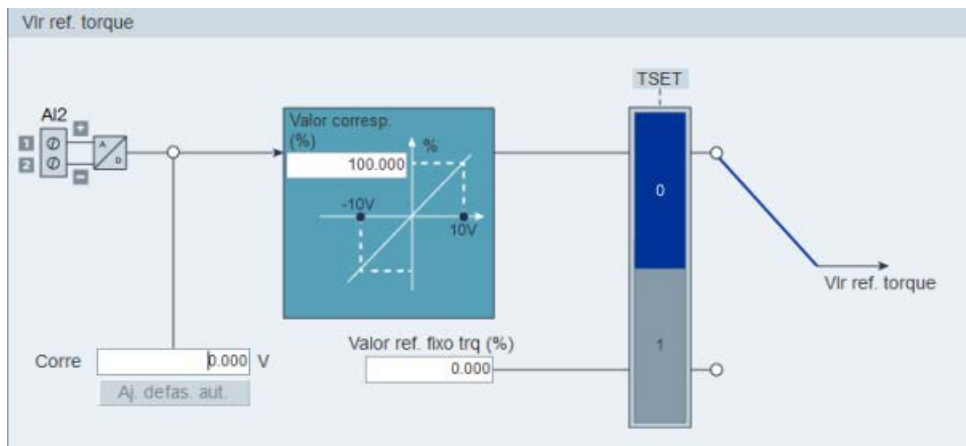 Vlr ref. torque
TSET
AI2
Valor corresp.
(%)
1
+
A
D
2
−
100.000
%
-10V
10V
0
Vlr ref. torque
1
Valor ref. fixo trq (%)
0.000
Corre 0.000 V
Aj. defas. aut.